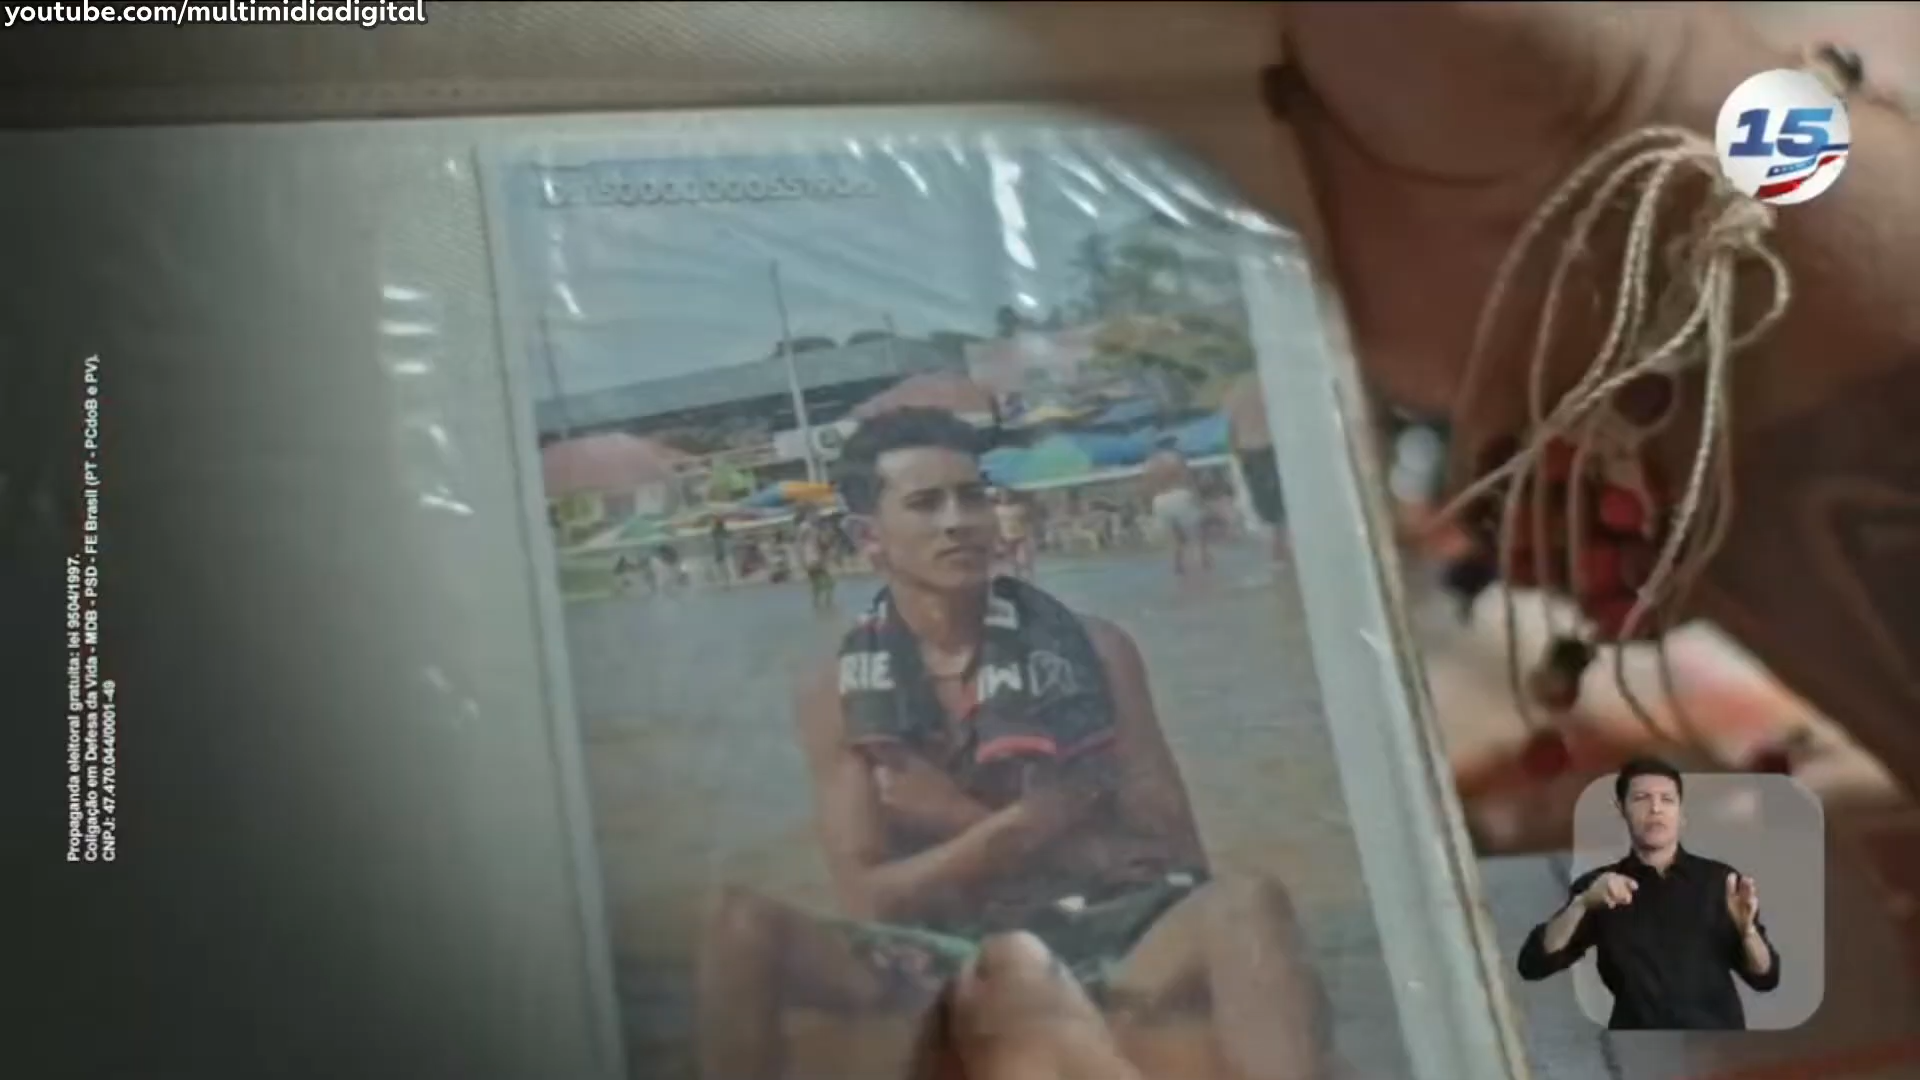 youtube.com/multimidiadigital
15
Propaganda eleitoral gratuita: lei 9504/1997.
Coligação em Defesa da Vida - MDB - PSD - FE Brasil (PT - PCdoB e PV).
CNPJ: 47.470.044/0001-49
RIE